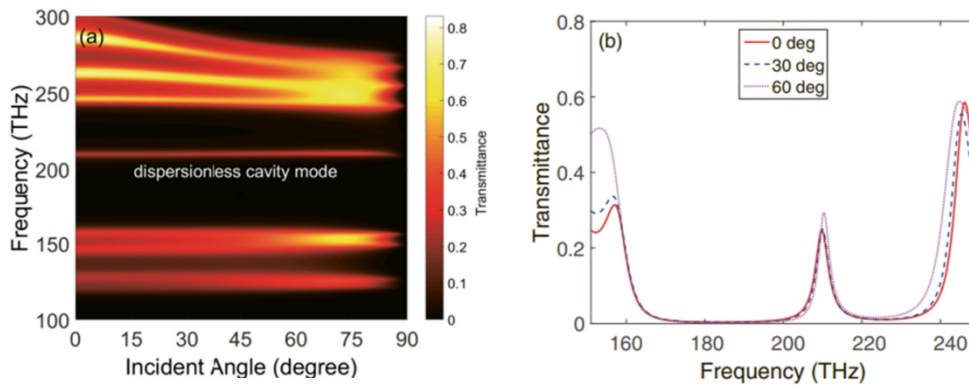 (a)
300
250
200
150
100
Frequency (THz)
dispersionless cavity mode
0
15
30
45
60
75
90
Incident Angle (degree)
0.8
0.7
0.6
0.5
0.4
0.3
0.2
0.1
0
Transmittance
(b)
0.8
0.6
0.4
0.2
0
Transmittance
0 deg
30 deg
60 deg
160
180
200
220
240
Frequency (THz)